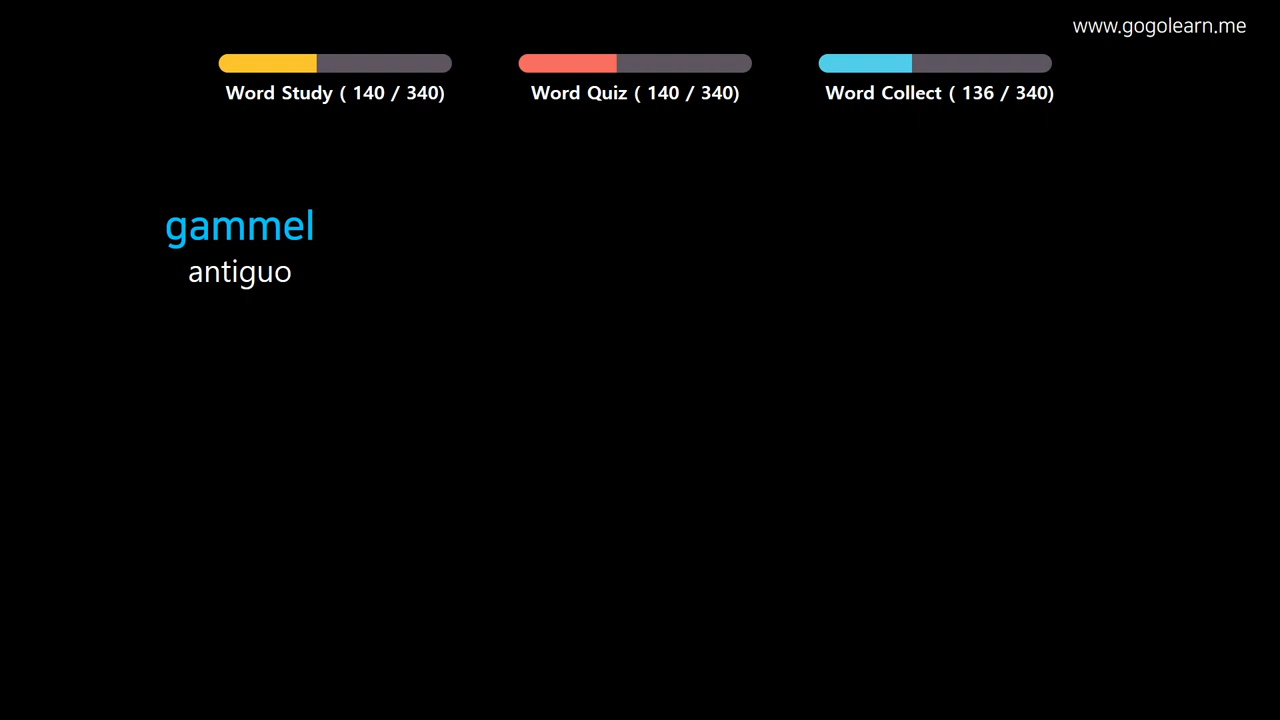 www.gogolearn.me
Word Study ( 140 / 340)
Word Quiz ( 140 / 340)
Word Collect ( 136 / 340)
gammel
antiguo